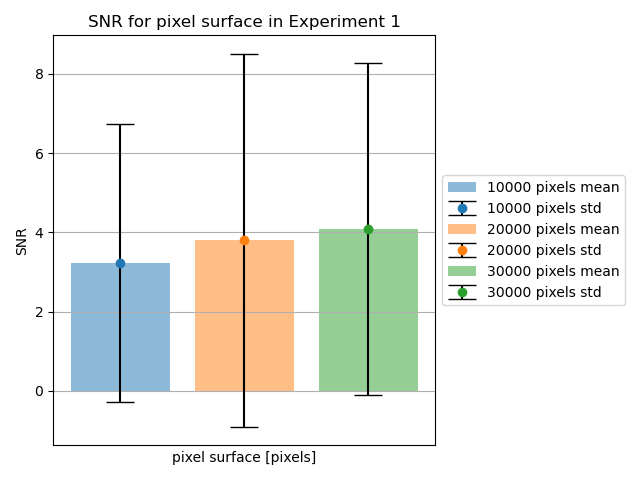 SNR for pixel surface in Experiment 1
SNR
8
6
4
2
0
pixel surface [pixels]
10000 pixels mean
10000 pixels std
20000 pixels mean
20000 pixels std
30000 pixels mean
30000 pixels std